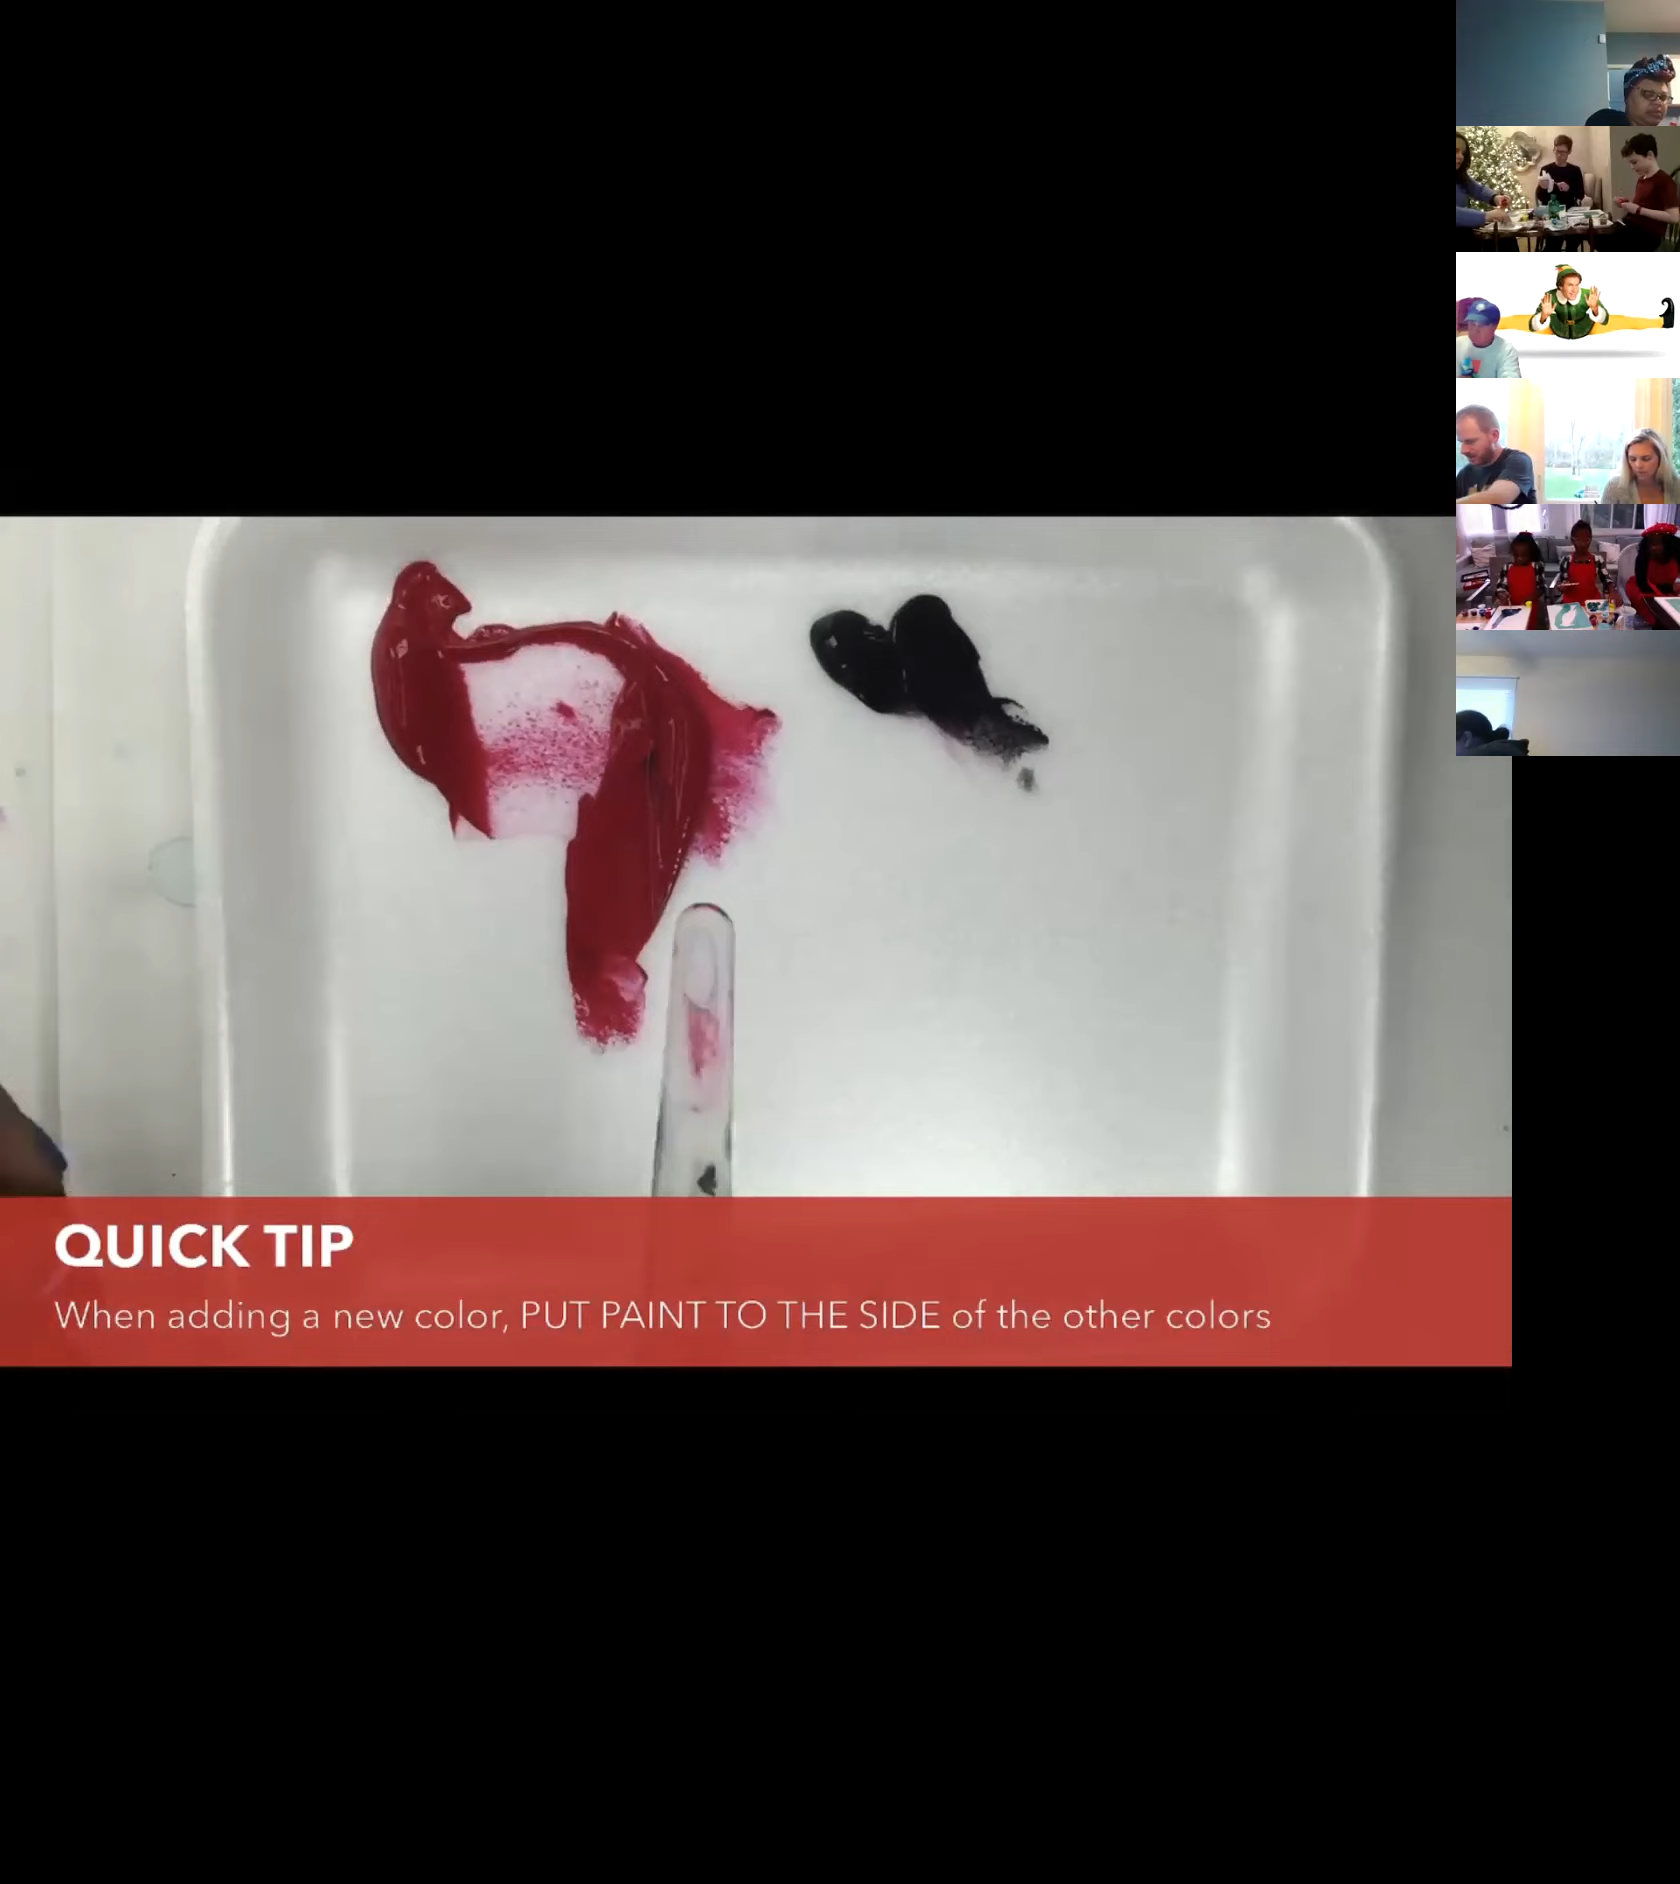 QUICK TIP
When adding a new color, PUT PAINT TO THE SIDE of the other colors